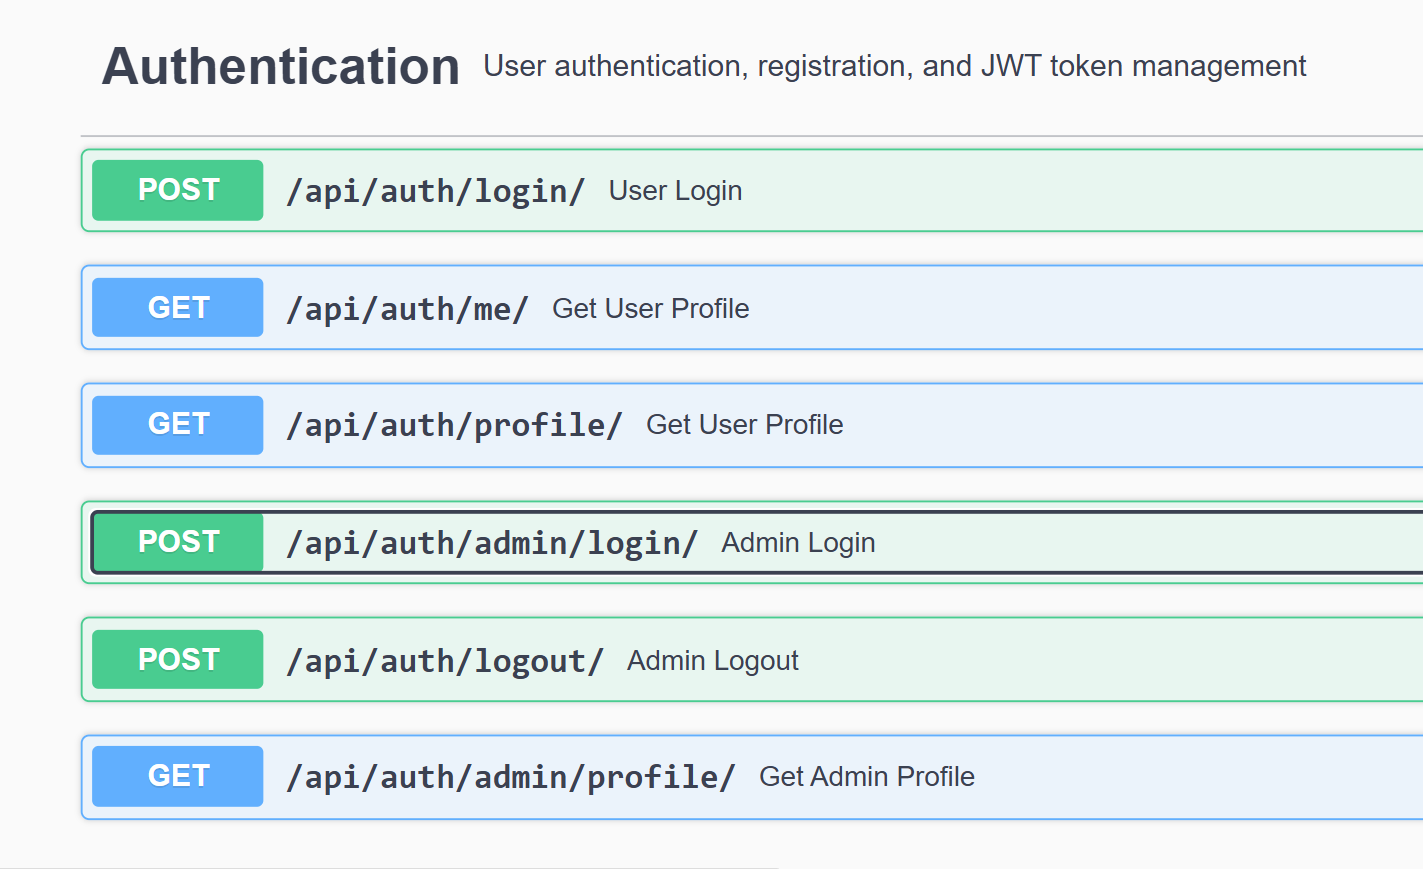 Authentication User authentication, registration, and JWT token management
POST /api/auth/login/ User Login
GET /api/auth/me/ Get User Profile
GET /api/auth/profile/ Get User Profile
POST /api/auth/admin/login/ Admin Login
POST /api/auth/logout/ Admin Logout
GET /api/auth/admin/profile/ Get Admin Profile